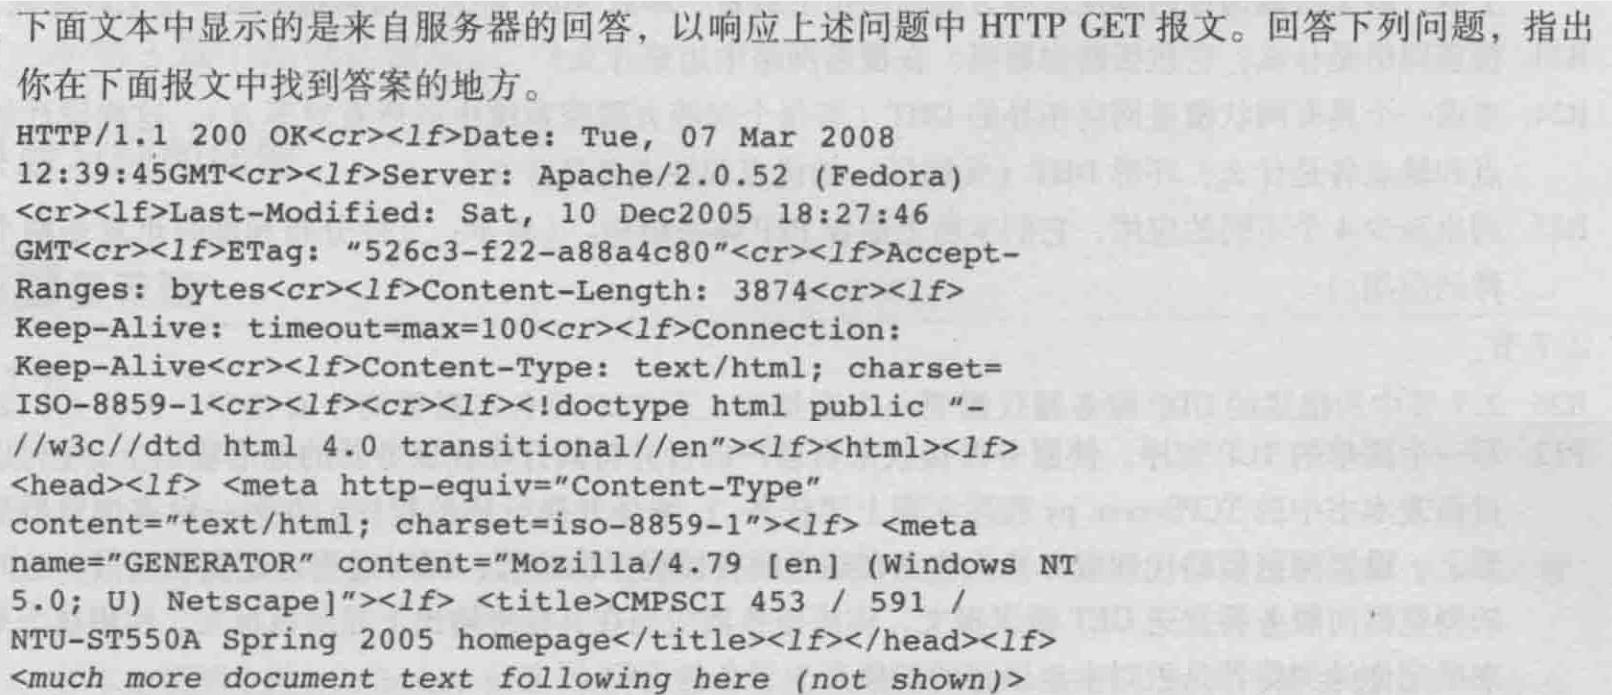 下面文本中显示的是来自服务器的回答，以响应上述问题中 HTTP GET 报文。回答下列问题，指出
你在下面报文中找到答案的地方。
HTTP/1.1 200 OK<cr><lf>Date: Tue, 07 Mar 2008
12:39:45GMT<cr><lf>Server: Apache/2.0.52 (Fedora)
<cr><lf>Last-Modified: Sat, 10 Dec2005 18:27:46
GMT<cr><lf>ETag: “526c3-f22-a88a4c80”<cr><lf>Accept-
Ranges: bytes<cr><lf>Content-Length: 3874<cr><lf>
Keep-Alive: timeout=max=100<cr><lf>Connection:
Keep-Alive<cr><lf>Content-Type: text/html; charset=
ISO-8859-1<cr><lf><cr><lf><!doctype html public “-
//w3c//dtd html 4.0 transitional//en”><lf><html><lf>
<head><lf> <meta http-equiv=”Content-Type”
content=”text/html; charset=iso-8859-1”><lf> <meta
name=”GENERATOR” content=”Mozilla/4.79 [en] (Windows NT
5.0; U) Netscape]”><lf> <title>CMPSCI 453 / 591 /
NTU-ST550A Spring 2005 homepage</title><lf></head><lf>
<much more document text following here (not shown)>